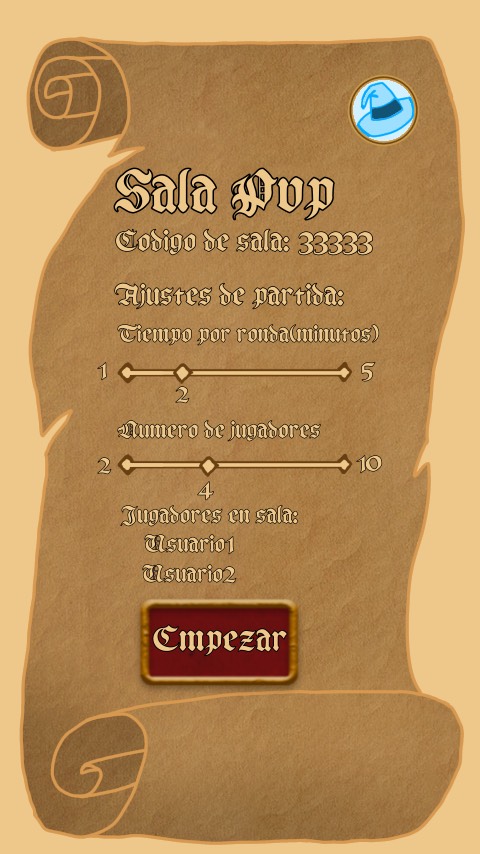 Sala Pvp
Codigo de sala: 33333
Ajustes de partida:
Tiempo por ronda(minutos)
1 5
2
Numero de jugadores
2 10
4
Jugadores en sala:
Usuario1
Usuario2
Empezar